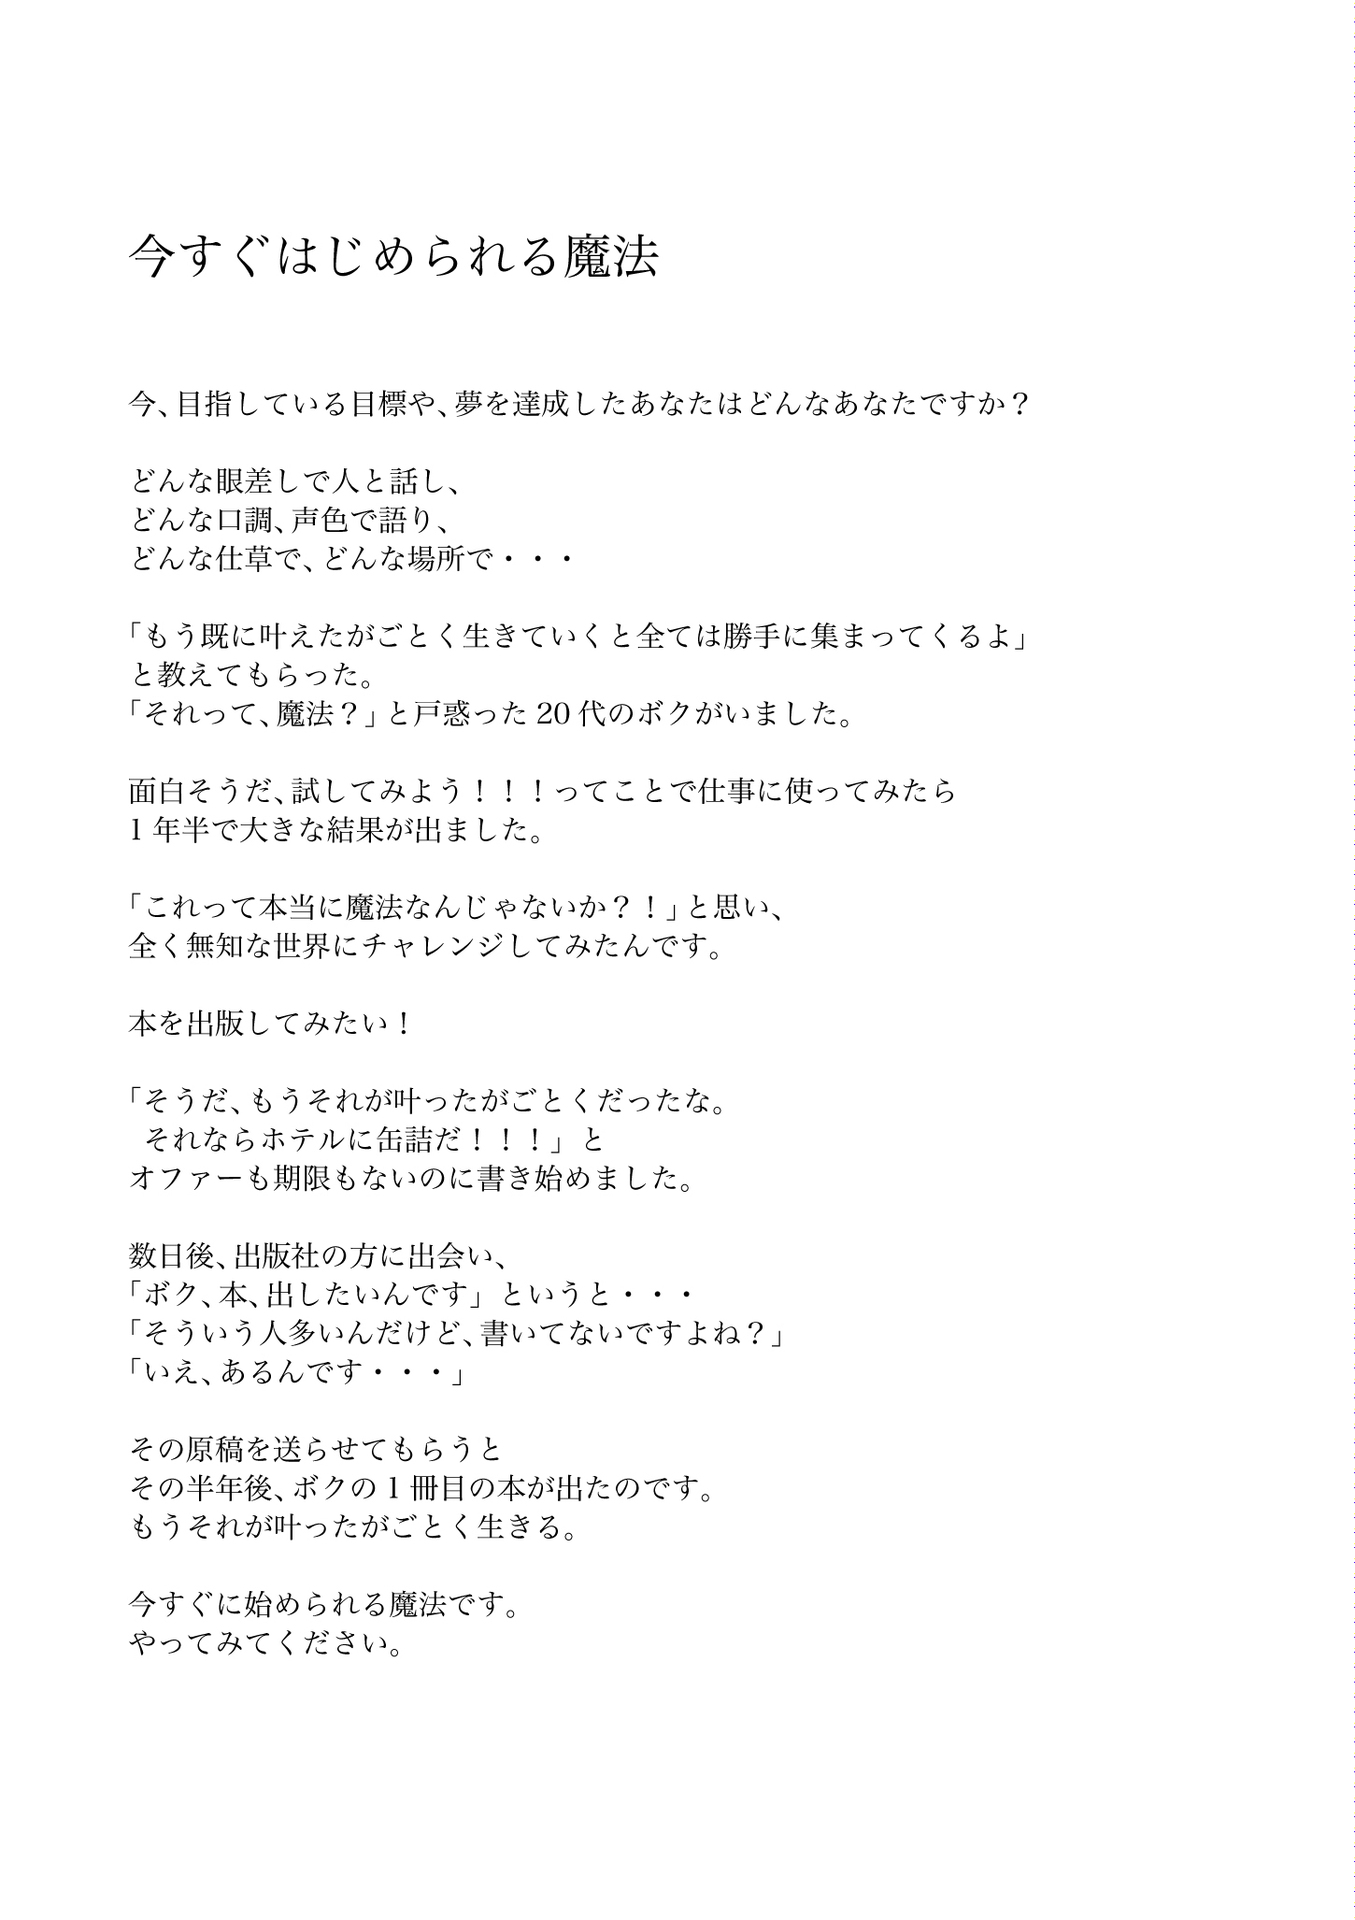 今すぐはじめられる魔法
今、目指している目標や、夢を達成したあなたはどんなあなたですか？
どんな眼差しで人と話し、
どんな口調、声色で語り、
どんな仕草で、どんな場所で・・・
「もう既に叶えたがごとく生きていくと全ては勝手に集まってくるよ」
と教えてもらった。
「それって、魔法？」と戸惑った 20 代のボクがいました。
面白そうだ、試してみよう！！！ってことで仕事に使ってみたら
1 年半で大きな結果が出ました。
「これって本当に魔法なんじゃないか？！」と思い、
全く無知な世界にチャレンジしてみたんです。
本を出版してみたい！
「そうだ、もうそれが叶ったがごとくだったな。
それならホテルに缶詰だ！！！」と
オファーも期限もないのに書き始めました。
数日後、出版社の方に出会い、
「ボク、本、出したいんです」というと・・・
「そういう人多いんだけど、書いてないですよね？」
「いえ、あるんです・・・」
その原稿を送らせてもらうと
その半年後、ボクの 1 冊目の本が出たのです。
もうそれが叶ったがごとく生きる。
今すぐに始められる魔法です。
やってみてください。